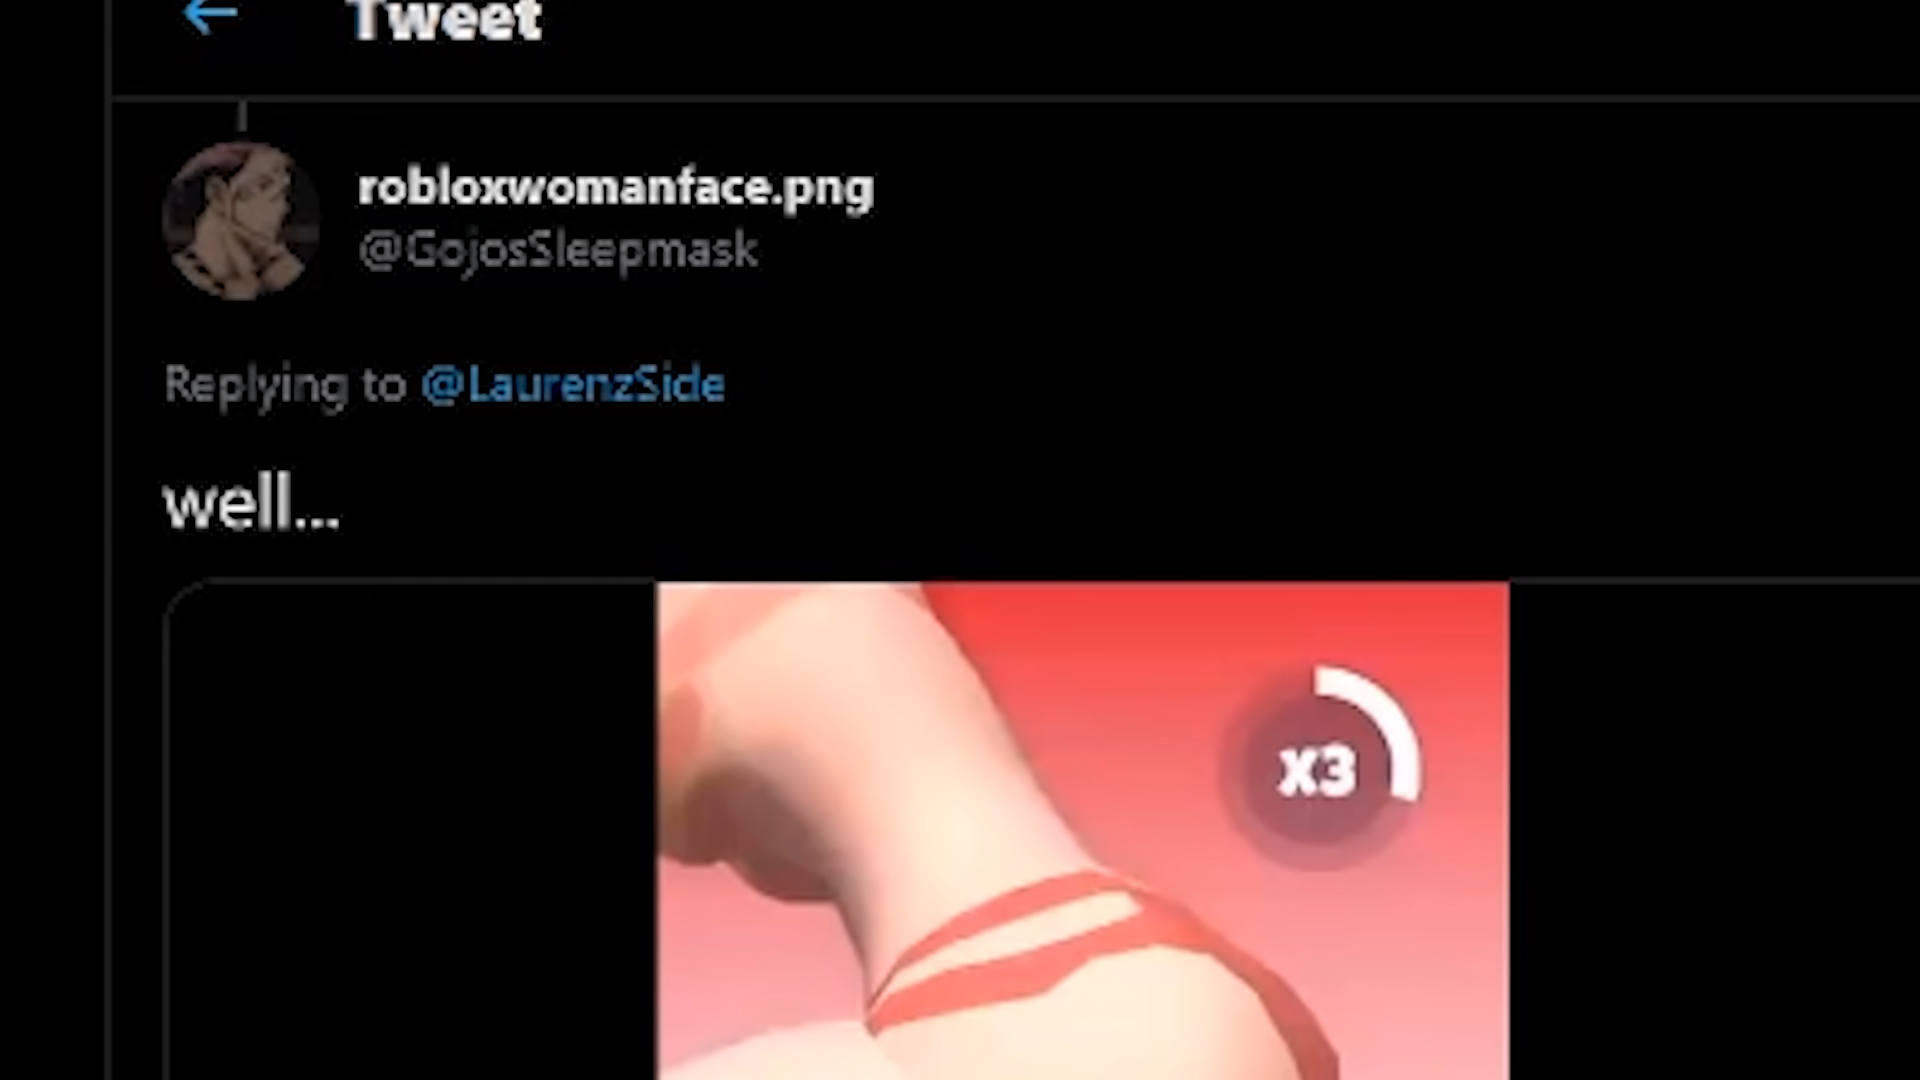 Tweet
robloxwomanface.png
@GojosSleepmask
Replying to @LaurenzSide
well...
x3